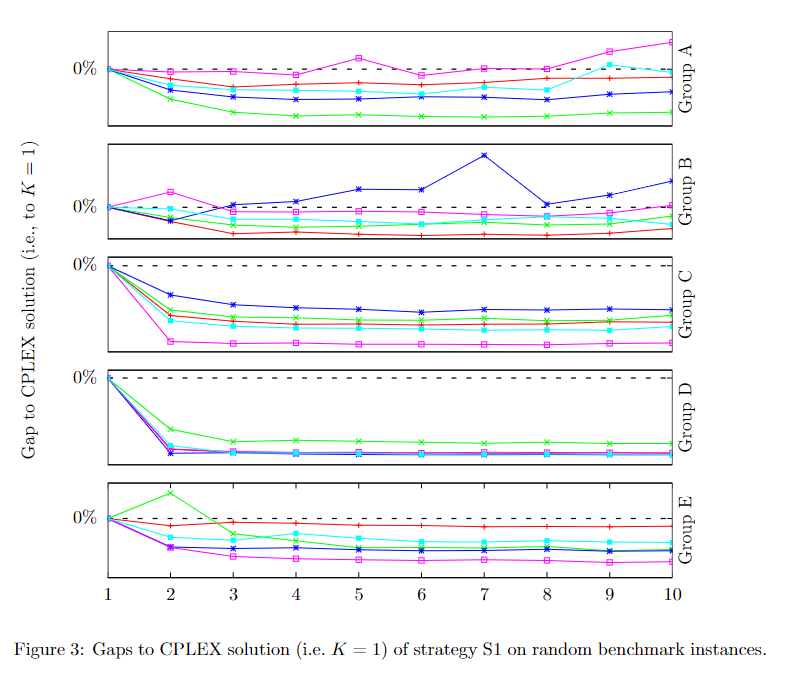 0%
Group A
0%
Group B
Gap to CPLEX solution (i.e., to K = 1)
0%
Group C
0%
Group D
0%
Group E
1 2 3 4 5 6 7 8 9 10
Figure 3: Gaps to CPLEX solution (i.e. K = 1) of strategy S1 on random benchmark instances.